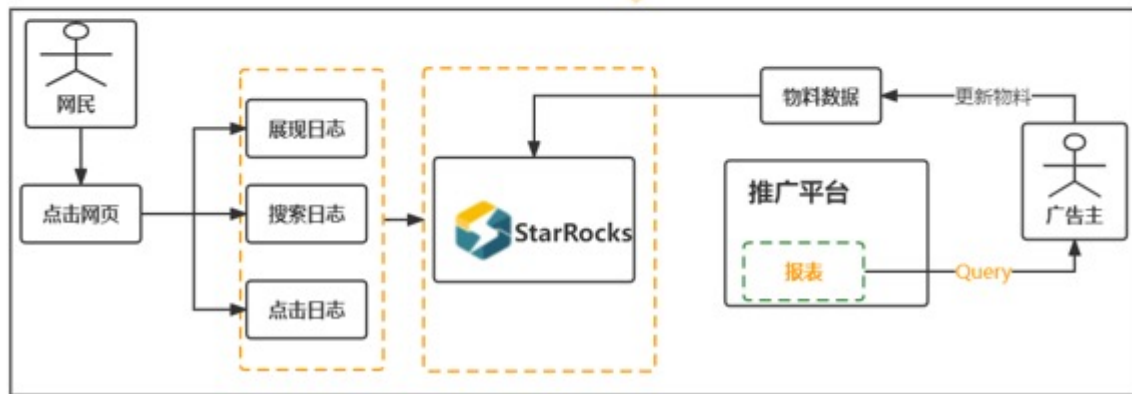 网民
点击网页
展现日志
搜索日志
点击日志
StarRocks
物料数据
更新物料
广告主
推广平台
报表
Query